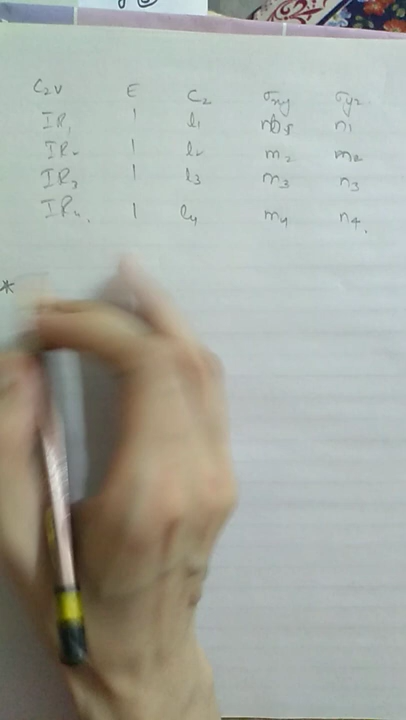 C2V E C2 σxy σyz
IR1 1 l1 n1
IR2 1 l2 m2
IR3 1 l3 m3 n3
IR4. 1 l4 m4 n4.
*